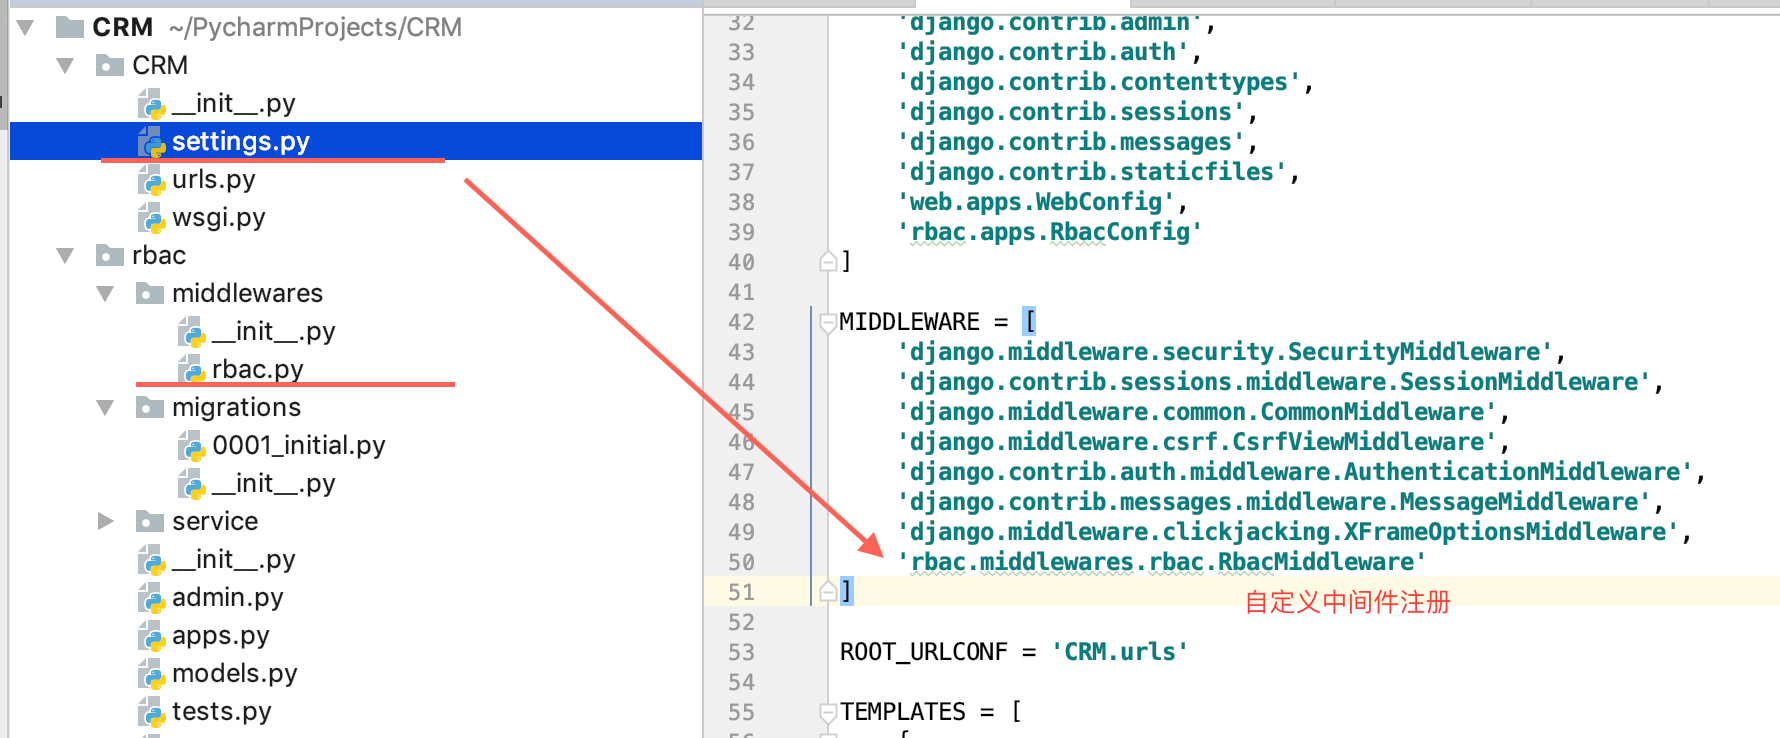 CRM ~/PycharmProjects/CRM
CRM
__init__.py
settings.py
urls.py
wsgi.py
rbac
middlewares
__init__.py
rbac.py
migrations
0001_initial.py
__init__.py
service
__init__.py
admin.py
apps.py
models.py
tests.py
32 'django.contrib.admin',
33 'django.contrib.auth',
34 'django.contrib.contenttypes',
35 'django.contrib.sessions',
36 'django.contrib.messages',
37 'django.contrib.staticfiles',
38 'web.apps.WebConfig',
39 'rbac.apps.RbacConfig'
40 ]
41
42 MIDDLEWARE = [
43 'django.middleware.security.SecurityMiddleware',
44 'django.contrib.sessions.middleware.SessionMiddleware',
45 'django.middleware.common.CommonMiddleware',
46 'django.middleware.csrf.CsrfViewMiddleware',
47 'django.contrib.auth.middleware.AuthenticationMiddleware',
48 'django.contrib.messages.middleware.MessageMiddleware',
49 'django.middleware.clickjacking.XFrameOptionsMiddleware',
50 'rbac.middlewares.rbac.RbacMiddleware'
51 ]
自定义中间件注册
52
53 ROOT_URLCONF = 'CRM.urls'
54
55 TEMPLATES = [